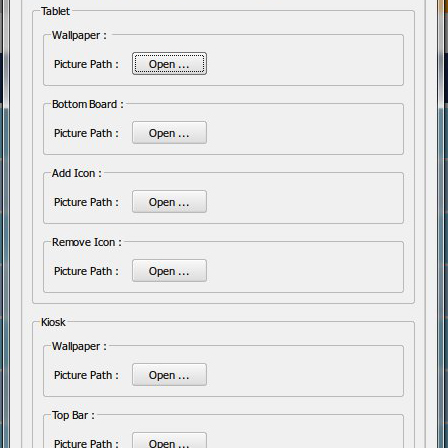 Tablet
Wallpaper :
Picture Path : Open ...
Bottom Board :
Picture Path : Open ...
Add Icon :
Picture Path : Open ...
Remove Icon :
Picture Path : Open ...
Kiosk
Wallpaper :
Picture Path : Open ...
Top Bar :
Picture Path : Open ...